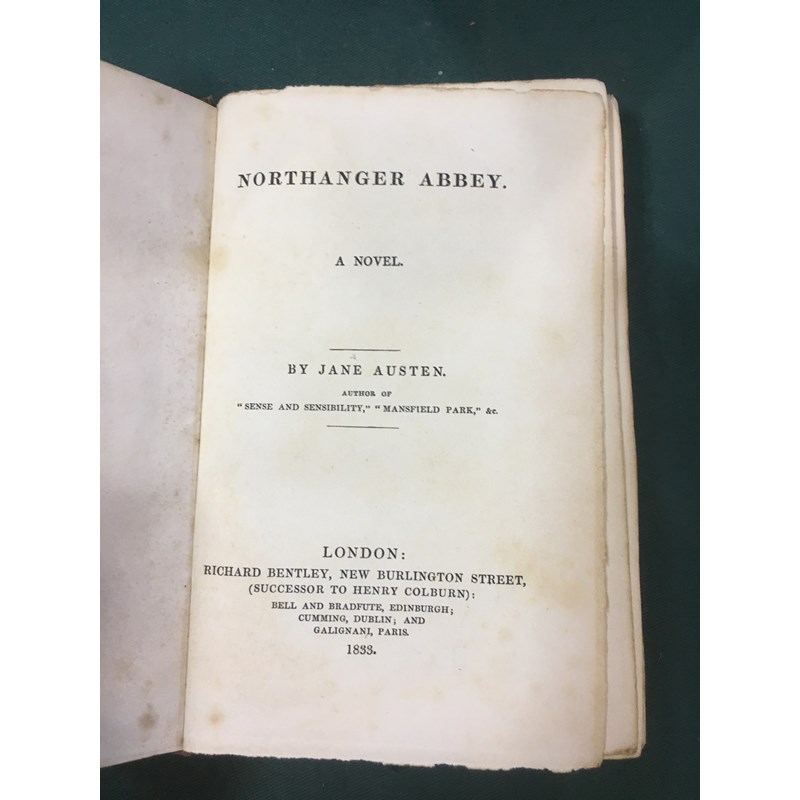 NORTHANGER ABBEY.
A NOVEL.
BY JANE AUSTEN.
AUTHOR OF
"SENSE AND SENSIBILITY," "MANSFIELD PARK," &c.
LONDON:
RICHARD BENTLEY, NEW BURLINGTON STREET,
(SUCCESSOR TO HENRY COLBURN):
BELL AND BRADFUTE, EDINBURGH;
CUMMING, DUBLIN; AND
GALIGNANI, PARIS.
1833.